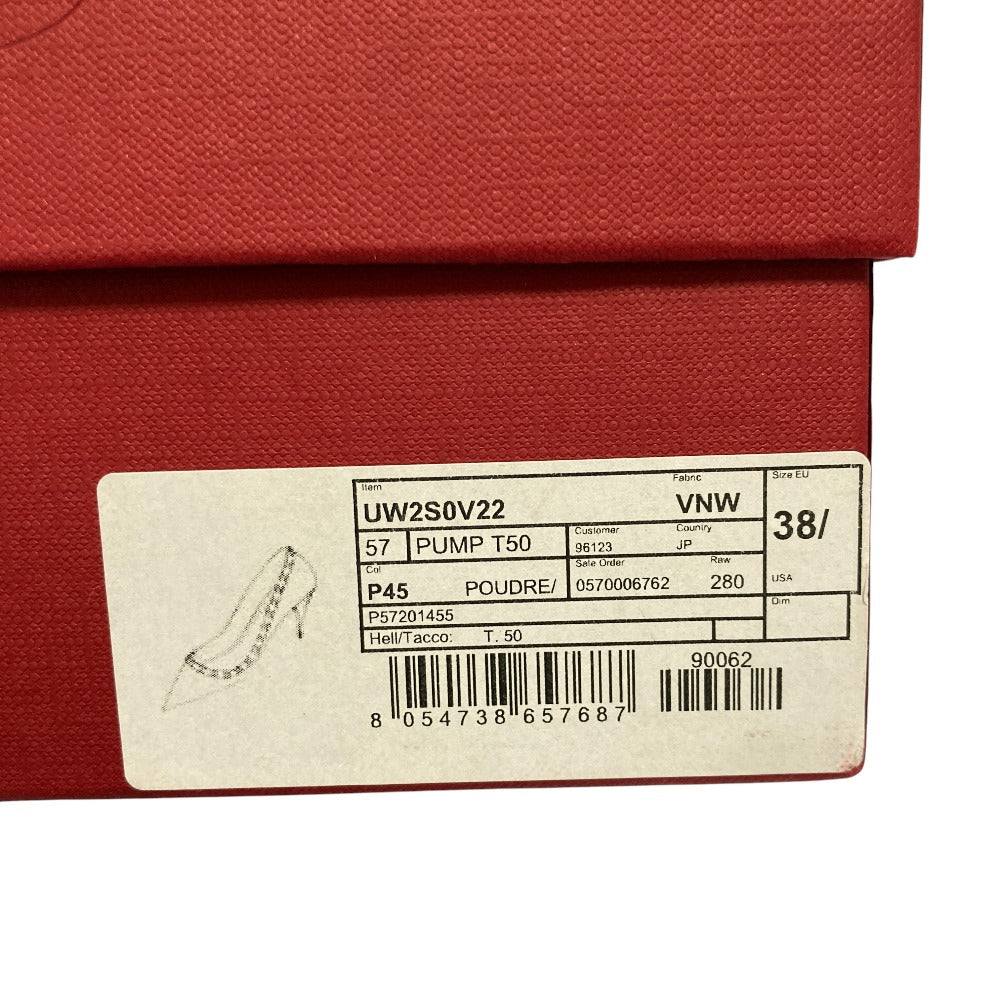 Item Fabric Size EU
UW2S0V22 VNW 38/
57 PUMP T50 Customer Country
96123 JP
Col Sale Order Raw USA
P45 POUDRE/ 0570006762 280
P57201455 Dim
Hell/Tacco: T. 50
90062
8 054738 657687